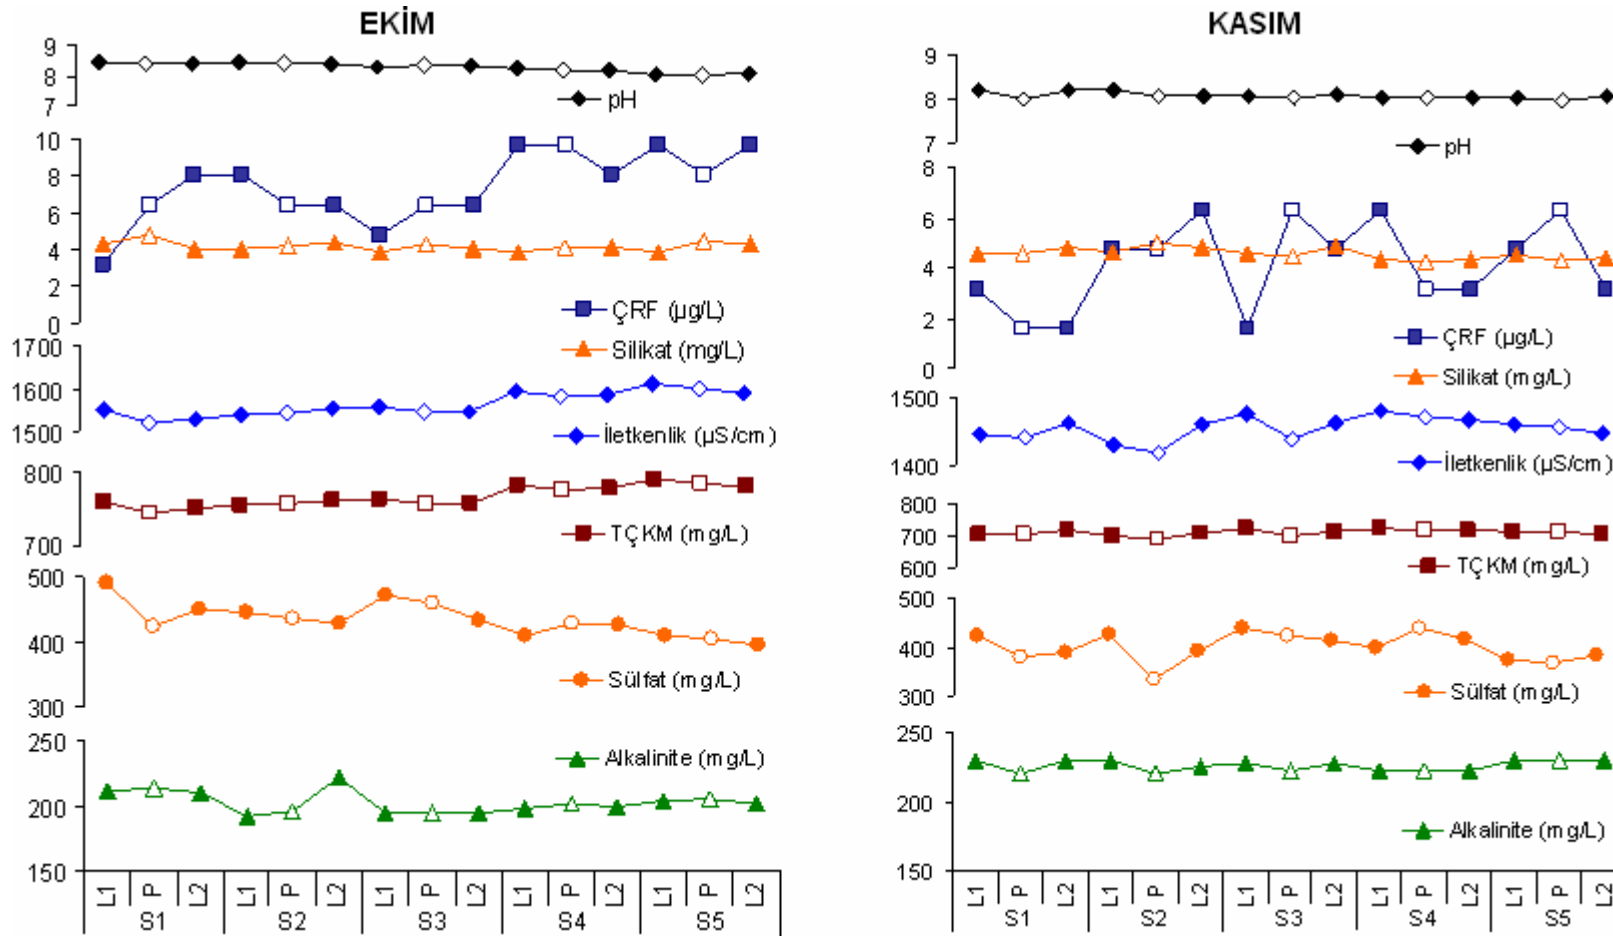 EKİM
9
8
7
pH
10
8
6
4
2
0
ÇRF (µg/L)
Silikat (mg/L)
1700
1600
1500
İletkenlik (µS/cm)
800
700
TÇKM (mg/L)
500
400
300
Sülfat (mg/L)
250
200
150
Alkalinite (mg/L)
L1 P L2 L1 P L2 L1 P L2 L1 P L2 L1 P L2
S1 S2 S3 S4 S5
KASIM
9
8
7
pH
8
6
4
2
0
ÇRF (µg/L)
Silikat (mg/L)
1500
1400
İletkenlik (µS/cm)
800
700
600
TÇKM (mg/L)
500
400
300
Sülfat (mg/L)
250
200
150
Alkalinite (mg/L)
L1 P L2 L1 P L2 L1 P L2 L1 P L2 L1 P L2
S1 S2 S3 S4 S5